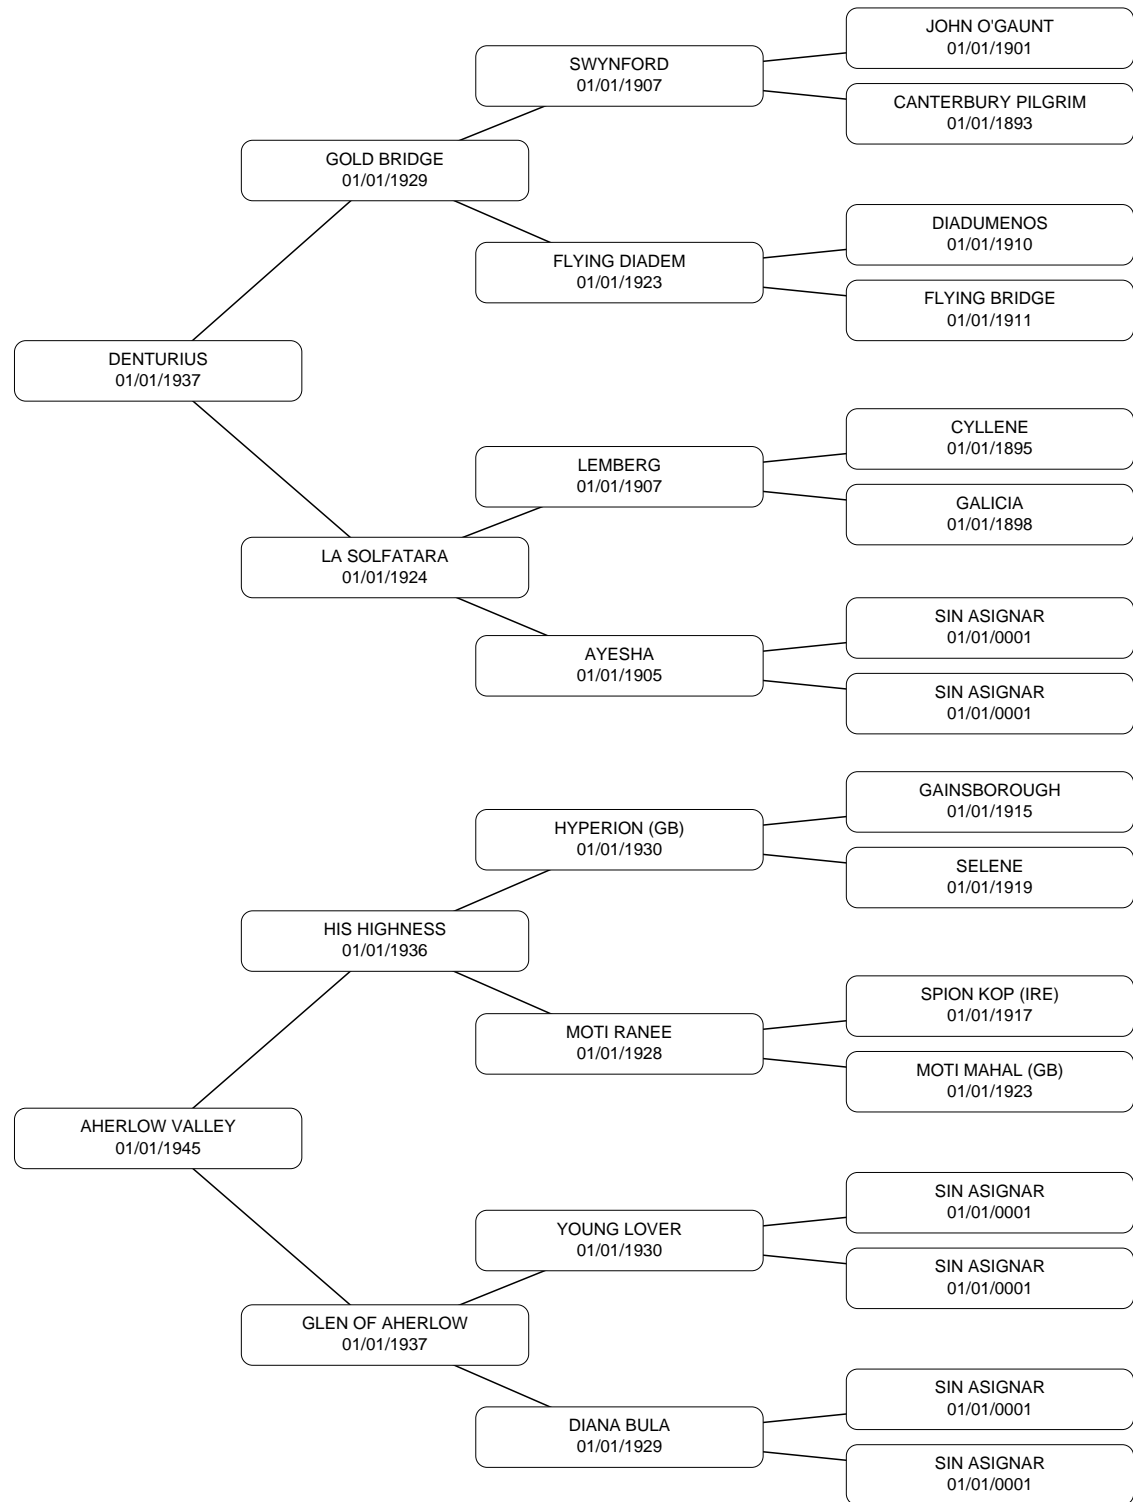 JOHN O'GAUNT
01/01/1901
SWYNFORD
01/01/1907
CANTERBURY PILGRIM
01/01/1893
GOLD BRIDGE
01/01/1929
DIADUMENOS
01/01/1910
FLYING DIADEM
01/01/1923
FLYING BRIDGE
01/01/1911
DENTURIUS
01/01/1937
CYLLENE
01/01/1895
LEMBERG
01/01/1907
GALICIA
01/01/1898
LA SOLFATARA
01/01/1924
SIN ASIGNAR
01/01/0001
AYESHA
01/01/1905
SIN ASIGNAR
01/01/0001
GAINSBOROUGH
01/01/1915
HYPERION (GB)
01/01/1930
SELENE
01/01/1919
HIS HIGHNESS
01/01/1936
SPION KOP (IRE)
01/01/1917
MOTI RANEE
01/01/1928
MOTI MAHAL (GB)
01/01/1923
AHERLOW VALLEY
01/01/1945
SIN ASIGNAR
01/01/0001
YOUNG LOVER
01/01/1930
SIN ASIGNAR
01/01/0001
GLEN OF AHERLOW
01/01/1937
SIN ASIGNAR
01/01/0001
DIANA BULA
01/01/1929
SIN ASIGNAR
01/01/0001